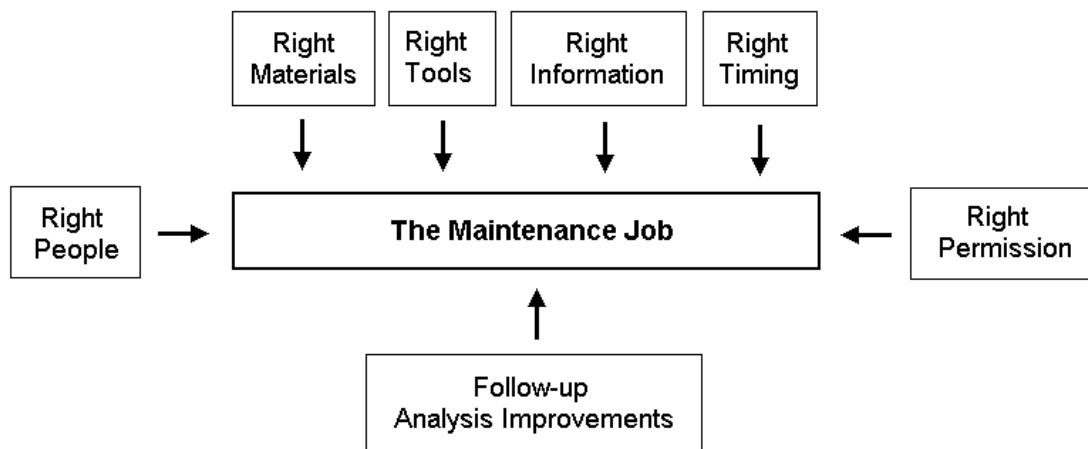 Right
Materials
Right
Tools
Right
Information
Right
Timing
Right
People
The Maintenance Job
Right
Permission
Follow-up
Analysis Improvements